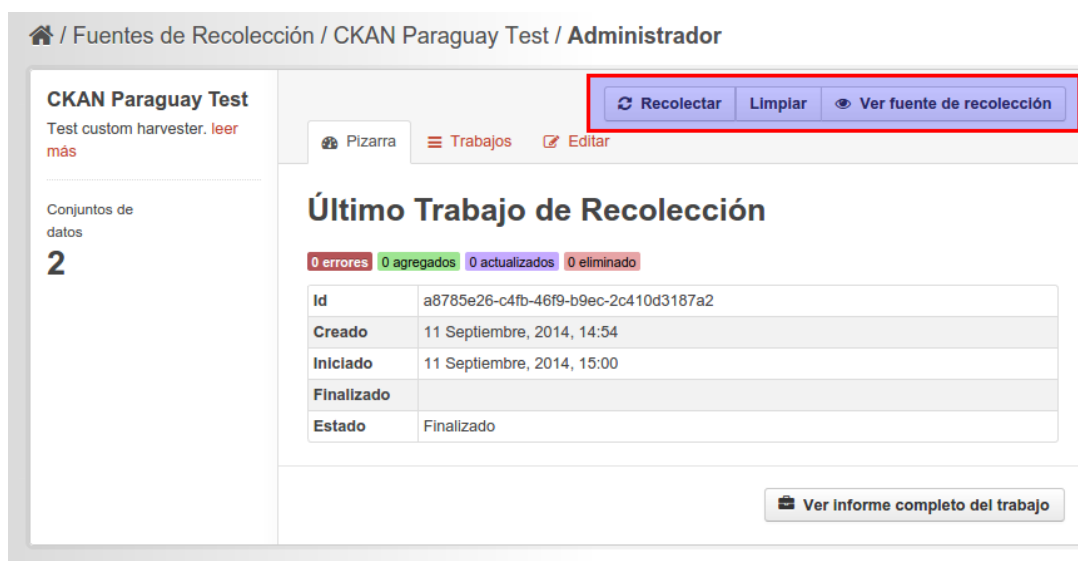 / Fuentes de Recolección / CKAN Paraguay Test / Administrador
CKAN Paraguay Test
Test custom harvester. leer
más
Conjuntos de
datos
2
Recolectar Limpiar Ver fuente de recolección
Pizarra Trabajos Editar
Último Trabajo de Recolección
0 errores 0 agregados 0 actualizados 0 eliminado
Id a8785e26-c4fb-46f9-b9ec-2c410d3187a2
Creado 11 Septiembre, 2014, 14:54
Iniciado 11 Septiembre, 2014, 15:00
Finalizado
Estado Finalizado
Ver informe completo del trabajo